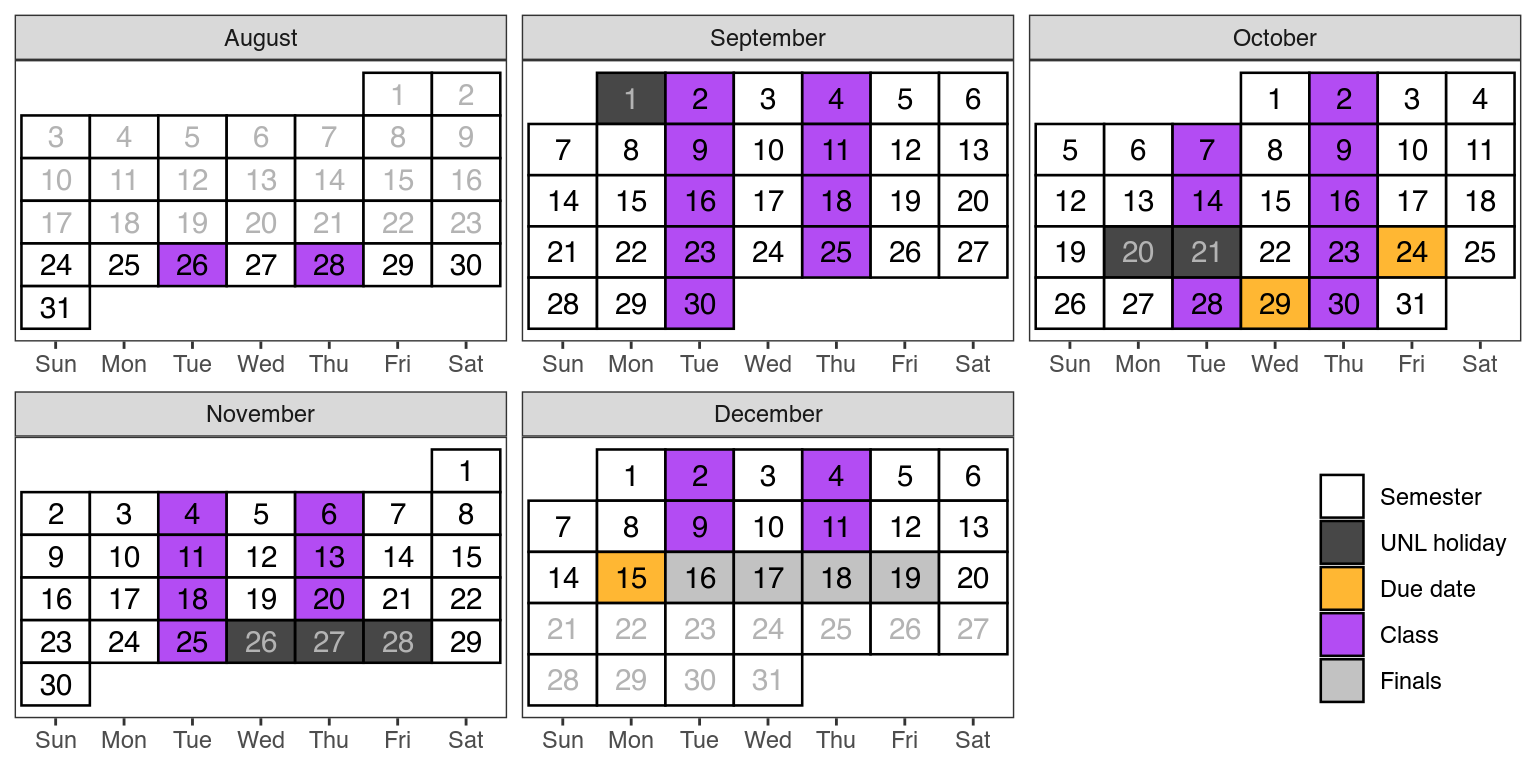 August
1 2
3 4 5 6 7 8 9
10 11 12 13 14 15 16
17 18 19 20 21 22 23
24 25 26 27 28 29 30
31
Sun Mon Tue Wed Thu Fri Sat
September
1 2 3 4 5 6
7 8 9 10 11 12 13
14 15 16 17 18 19 20
21 22 23 24 25 26 27
28 29 30
Sun Mon Tue Wed Thu Fri Sat
October
1 2 3 4
5 6 7 8 9 10 11
12 13 14 15 16 17 18
19 20 21 22 23 24 25
26 27 28 29 30 31
Sun Mon Tue Wed Thu Fri Sat
November
1
2 3 4 5 6 7 8
9 10 11 12 13 14 15
16 17 18 19 20 21 22
23 24 25 26 27 28 29
30
Sun Mon Tue Wed Thu Fri Sat
December
1 2 3 4 5 6
7 8 9 10 11 12 13
14 15 16 17 18 19 20
21 22 23 24 25 26 27
28 29 30 31
Sun Mon Tue Wed Thu Fri Sat
Semester
UNL holiday
Due date
Class
Finals